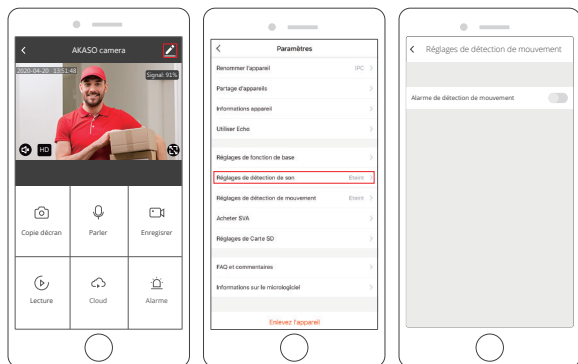 AKASO camera
2020-04-20 13:51:48
Signal: 91%
HD
Copie décran
Parler
Enregisrer
Lecture
Cloud
Alarme
Paramètres
Renommer l'appareil IPC
Partage d'appareils
Informations appareil
Utiliser Echo
Réglages de fonction de base
Réglages de détection de son Eteint
Réglages de détection de mouvement Eteint
Acheter SVA
Réglages de Carte SD
FAQ et commentaires
Informations sur le micrologiciel
Enlevez l'appareil
Réglages de détection de mouvement
Alarme de détection de mouvement